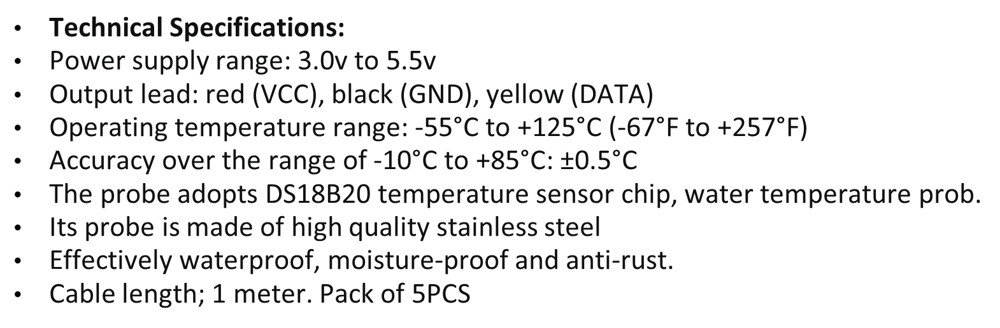 • Technical Specifications:
• Power supply range: 3.0v to 5.5v
• Output lead: red (VCC), black (GND), yellow (DATA)
• Operating temperature range: -55°C to +125°C (-67°F to +257°F)
• Accuracy over the range of -10°C to +85°C: ±0.5°C
• The probe adopts DS18B20 temperature sensor chip, water temperature prob.
• Its probe is made of high quality stainless steel
• Effectively waterproof, moisture-proof and anti-rust.
• Cable length; 1 meter. Pack of 5PCS